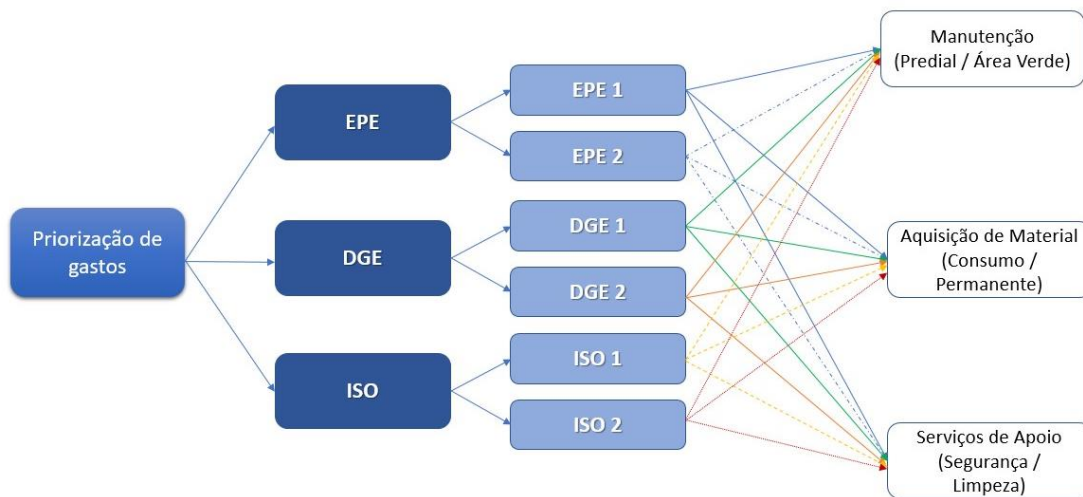 Priorização de
gastos
EPE
DGE
ISO
EPE 1
EPE 2
DGE 1
DGE 2
ISO 1
ISO 2
Manutenção
(Predial / Área Verde)
Aquisição de Material
(Consumo /
Permanente)
Serviços de Apoio
(Segurança /
Limpeza)